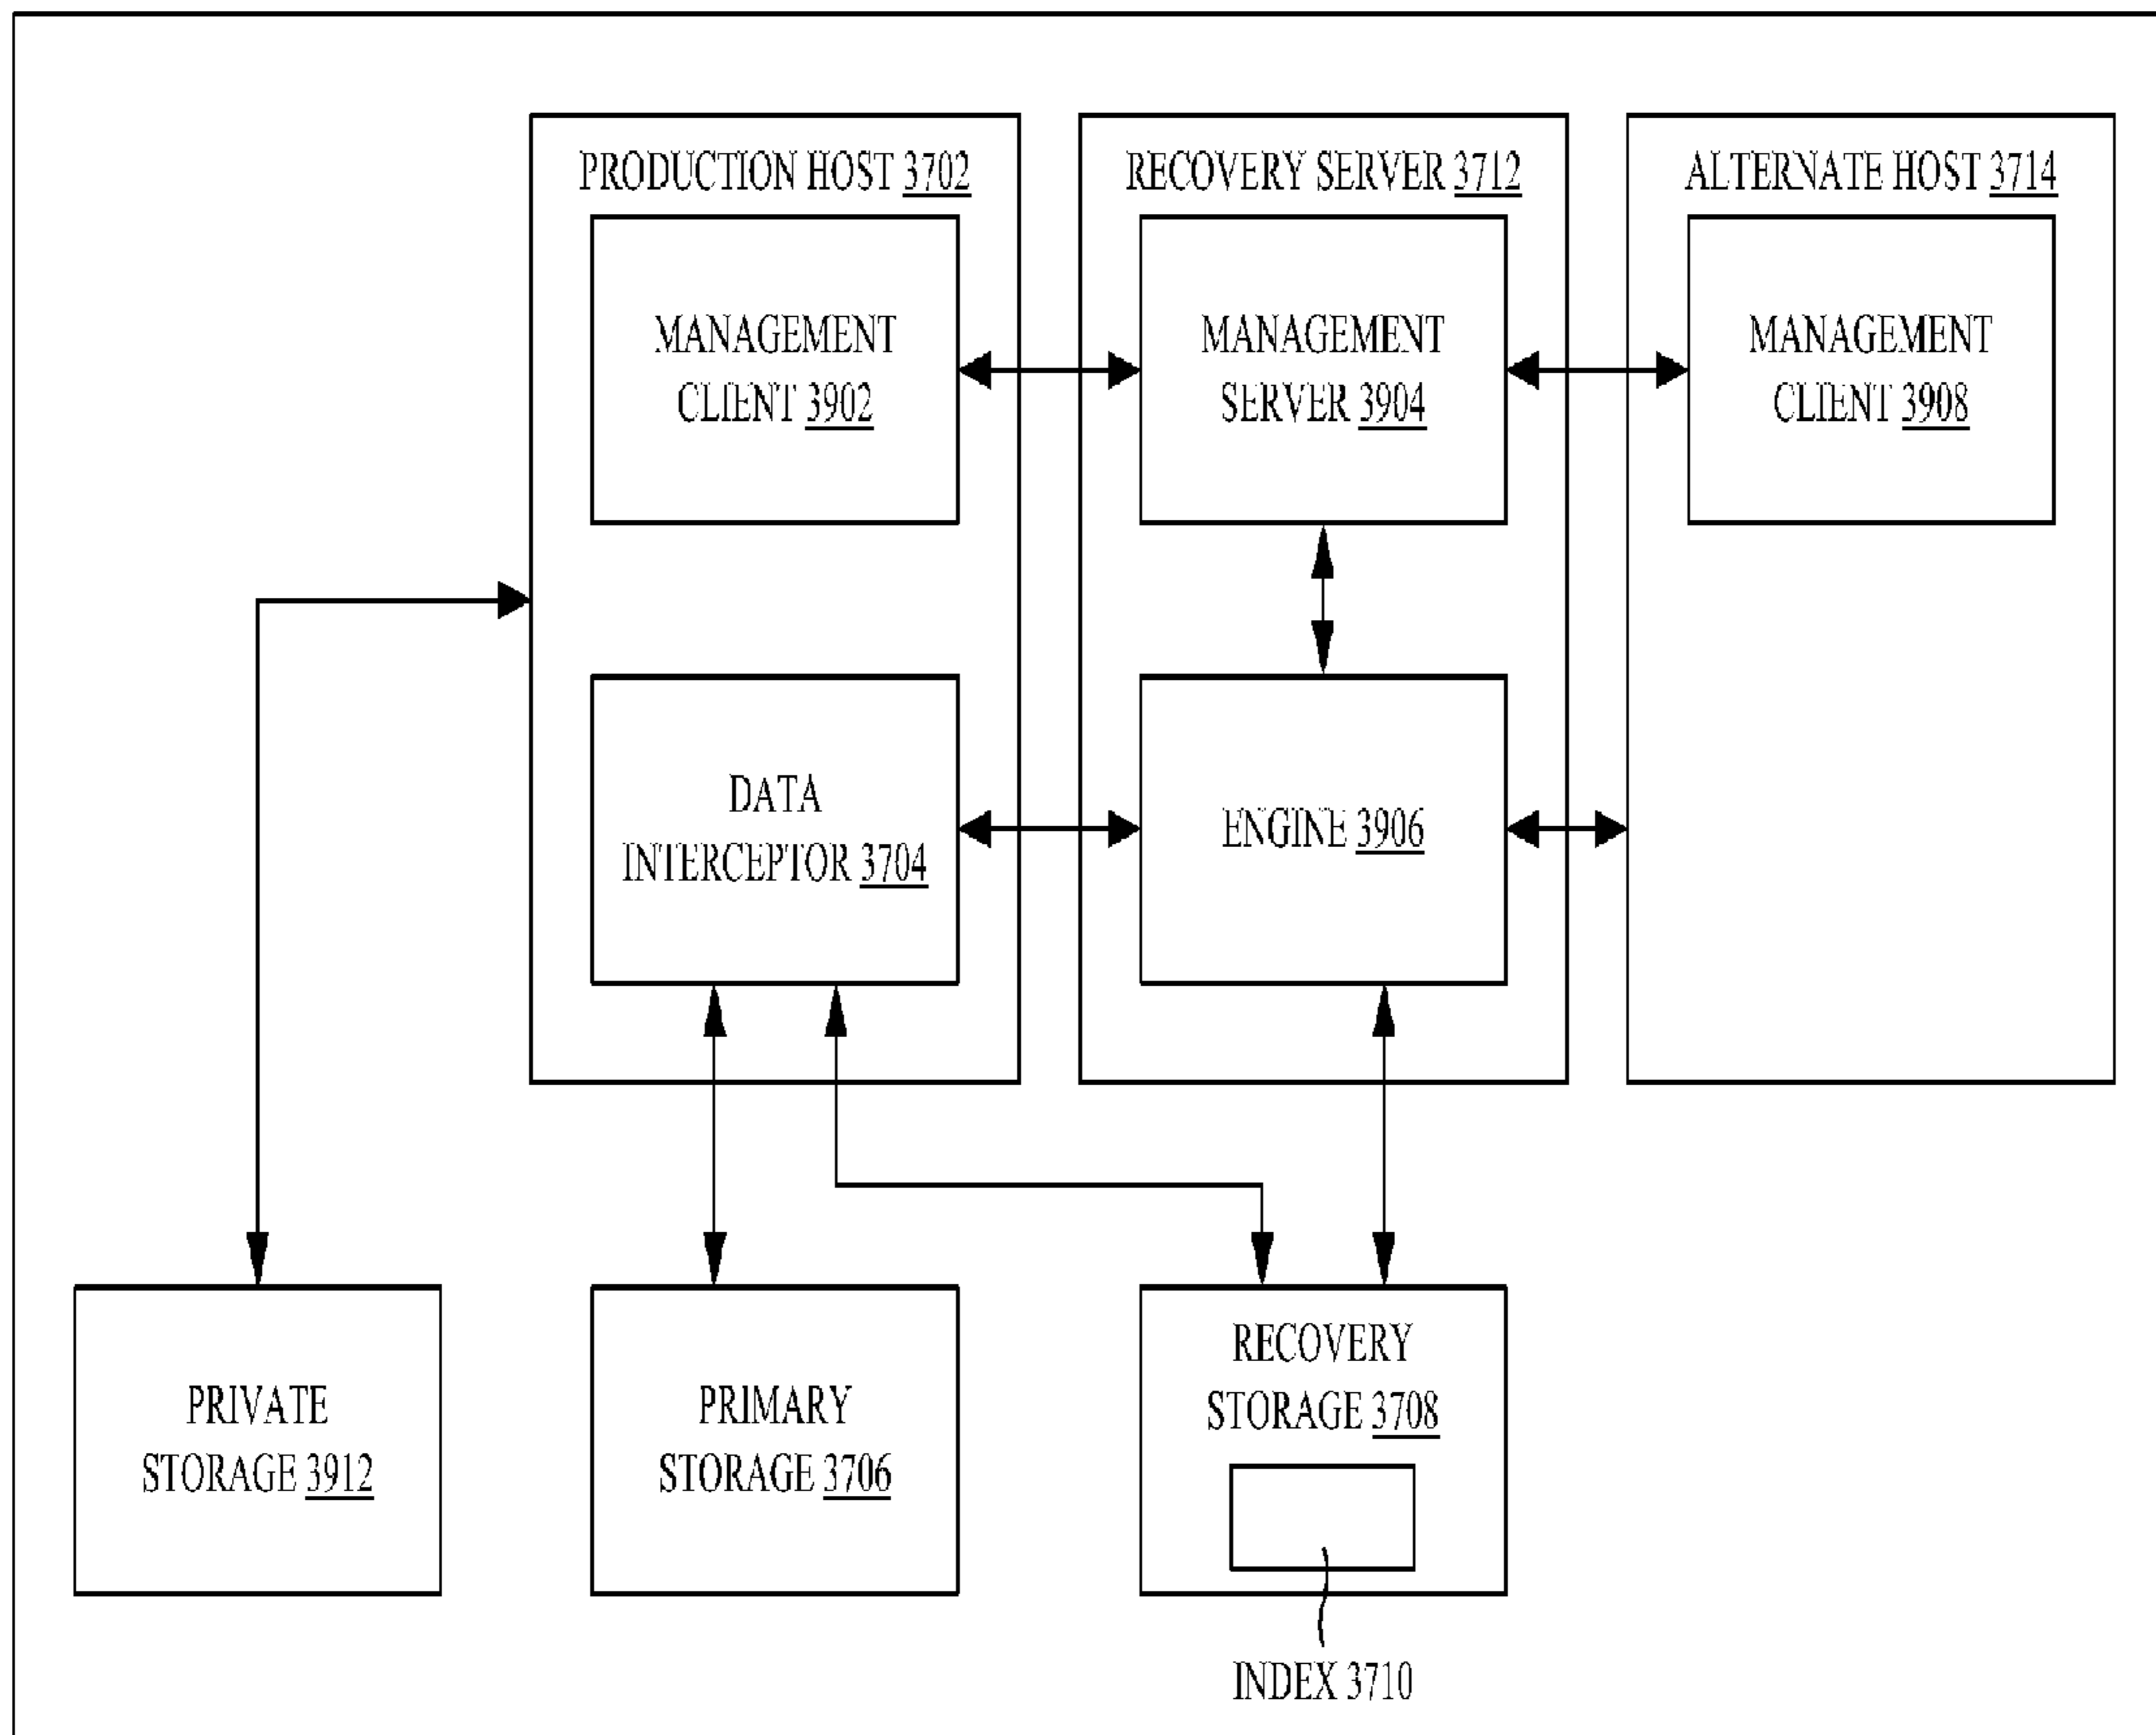 PRODUCTION HOST 3702
RECOVERY SERVER 3712
ALTERNATE HOST 3714
MANAGEMENT
CLIENT 3902
MANAGEMENT
SERVER 3904
MANAGEMENT
CLIENT 3908
DATA
INTERCEPTOR 3704
ENGINE 3906
PRIVATE
STORAGE 3912
PRIMARY
STORAGE 3706
RECOVERY
STORAGE 3708
INDEX 3710